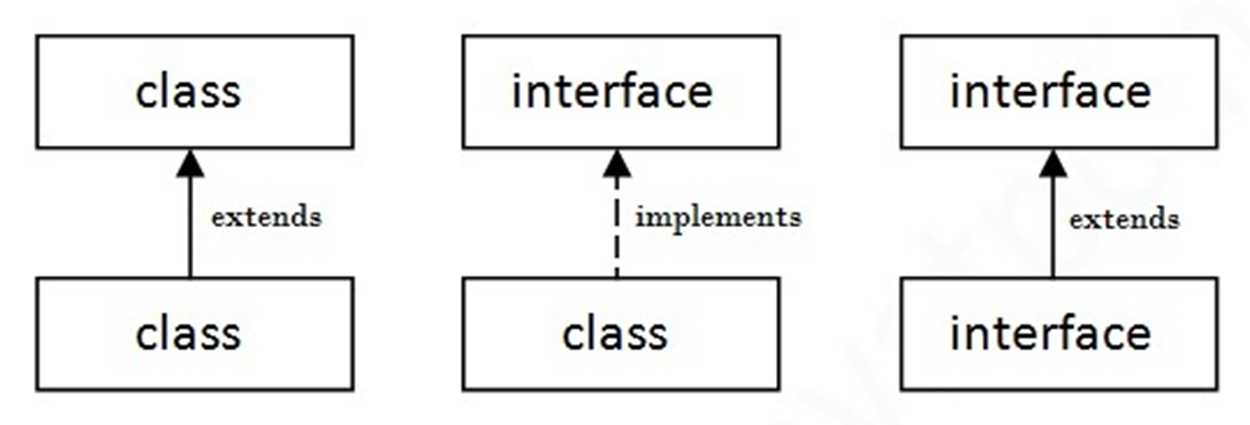 class interface interface
extends implements extends
class class interface